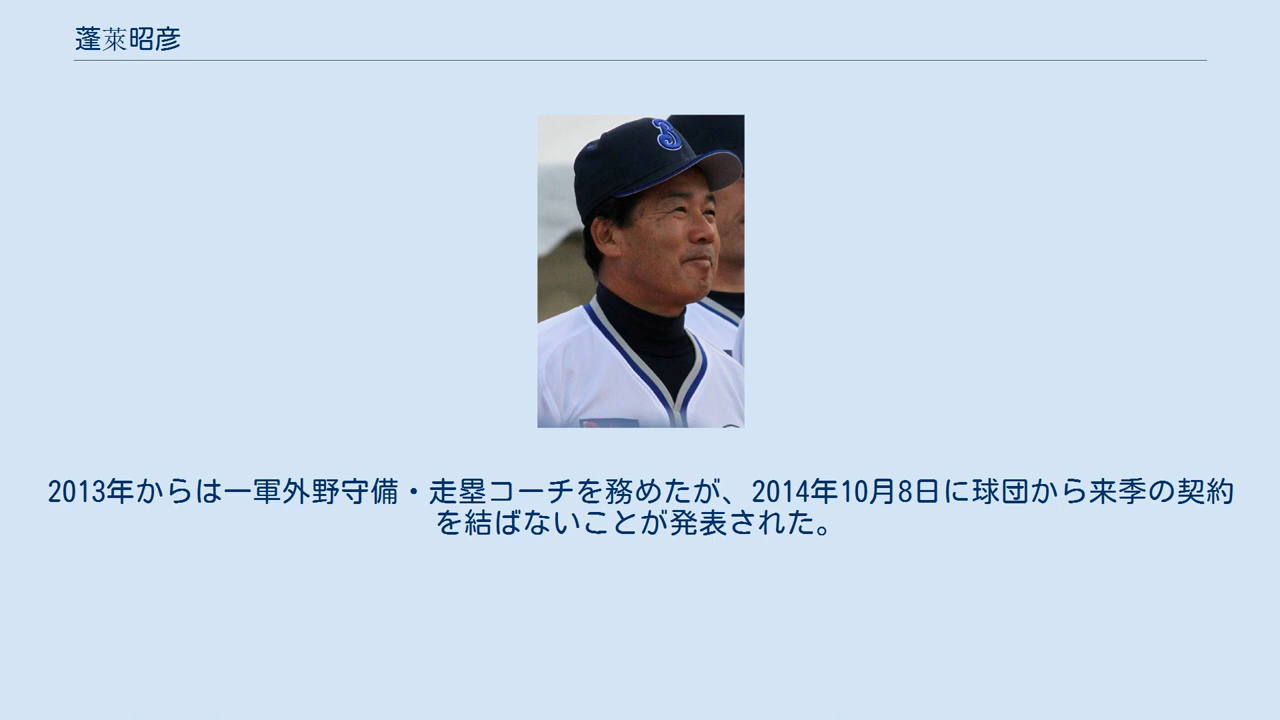 蓬萊昭彦
2013年からは一軍外野守備・走塁コーチを務めたが、2014年10月8日に球団から来季の契約
を結ばないことが発表された。